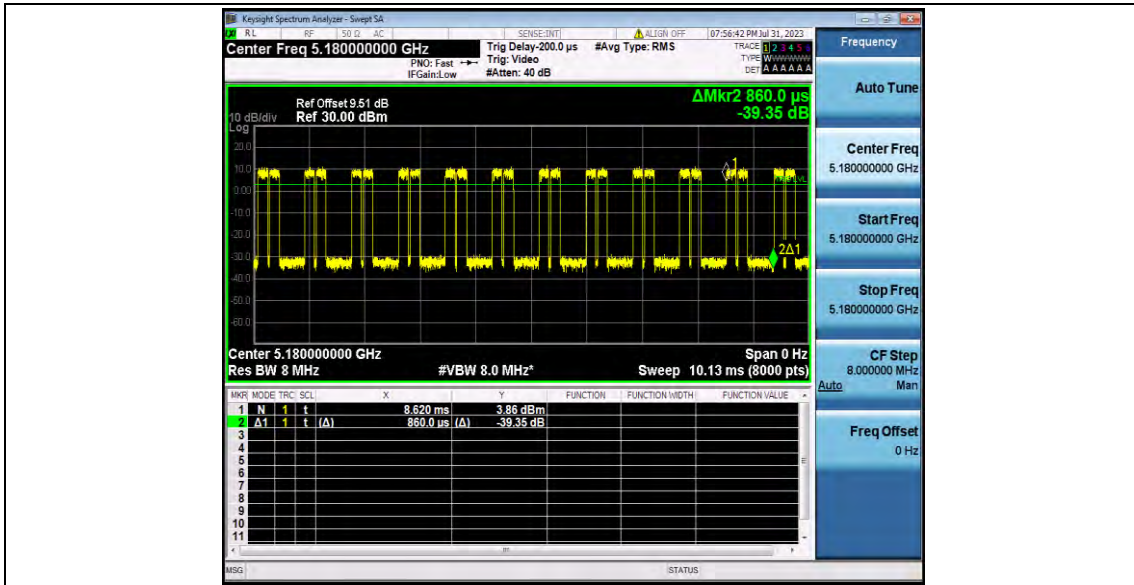 Keysight Spectrum Analyzer - Swept SA
RL RF 50 Ω AC SENSE:INT ALIGN OFF 07:56:42 PM Jul 31, 2023
Center Freq 5.180000000 GHz
PNO: Fast
IFGain:Low
Trig Delay-200.0 µs
Trig: Video
#Atten: 40 dB
#Avg Type: RMS
TRACE 1 2 3 4 5 6
TYPE
DET A A A A A A
Frequency
Auto Tune
Center Freq
5.180000000 GHz
Start Freq
5.180000000 GHz
Stop Freq
5.180000000 GHz
CF Step
8.000000 MHz
Auto Man
Freq Offset
0 Hz
ΔMkr2 860.0 µs
-39.35 dB
Ref Offset 9.51 dB
10 dB/div Ref 30.00 dBm
Log
20.0
10.0
0.00
-10.0
-20.0
-30.0
-40.0
-50.0
-60.0
1
2Δ1
Center 5.180000000 GHz Span 0 Hz
Res BW 8 MHz #VBW 8.0 MHz* Sweep 10.13 ms (8000 pts)
MKR MODE TRC SCL X Y FUNCTION FUNCTION WIDTH FUNCTION VALUE
1 N 1 t 8.620 ms 3.86 dBm
2 Δ1 1 t (Δ) 860.0 µs (Δ) -39.35 dB
3
4
5
6
7
8
9
10
11
MSG STATUS